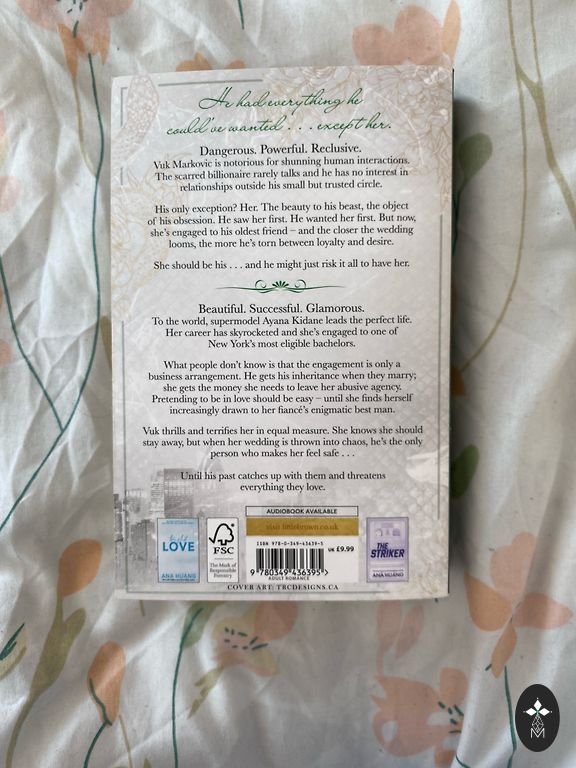 He had everything he
could've wanted . . . except her.
Dangerous. Powerful. Reclusive.
Vuk Markovic is notorious for shunning human interactions.
The scarred billionaire rarely talks and he has no interest in
relationships outside his small but trusted circle.
His only exception? Her. The beauty to his beast, the object
of his obsession. He saw her first. He wanted her first. But now,
she's engaged to his oldest friend – and the closer the wedding
looms, the more he's torn between loyalty and desire.
She should be his . . . and he might just risk it all to have her.
Beautiful. Successful. Glamorous.
To the world, supermodel Ayana Kidane leads the perfect life.
Her career has skyrocketed and she's engaged to one of
New York's most eligible bachelors.
What people don't know is that the engagement is only a
business arrangement. He gets his inheritance when they marry;
she gets the money she needs to leave her abusive agency.
Pretending to be in love should be easy – until she finds herself
increasingly drawn to her fiancé's enigmatic best man.
Vuk thrills and terrifies her in equal measure. She knows she should
stay away, but when her wedding is thrown into chaos, he's the only
person who makes her feel safe . . .
Until his past catches up with them and threatens
everything they love.
AUDIOBOOK AVAILABLE
visit littlebrown.co.uk
LOVE
ANA HUANG
FSC
The Mark of
Responsible
Forestry
ISBN 978-0-349-43639-5
UK £9.99
9 780349 436395 >
ADULT ROMANCE
THE
STRIKER
ANA HUANG
COVER ART: TRCDESIGNS.CA
M